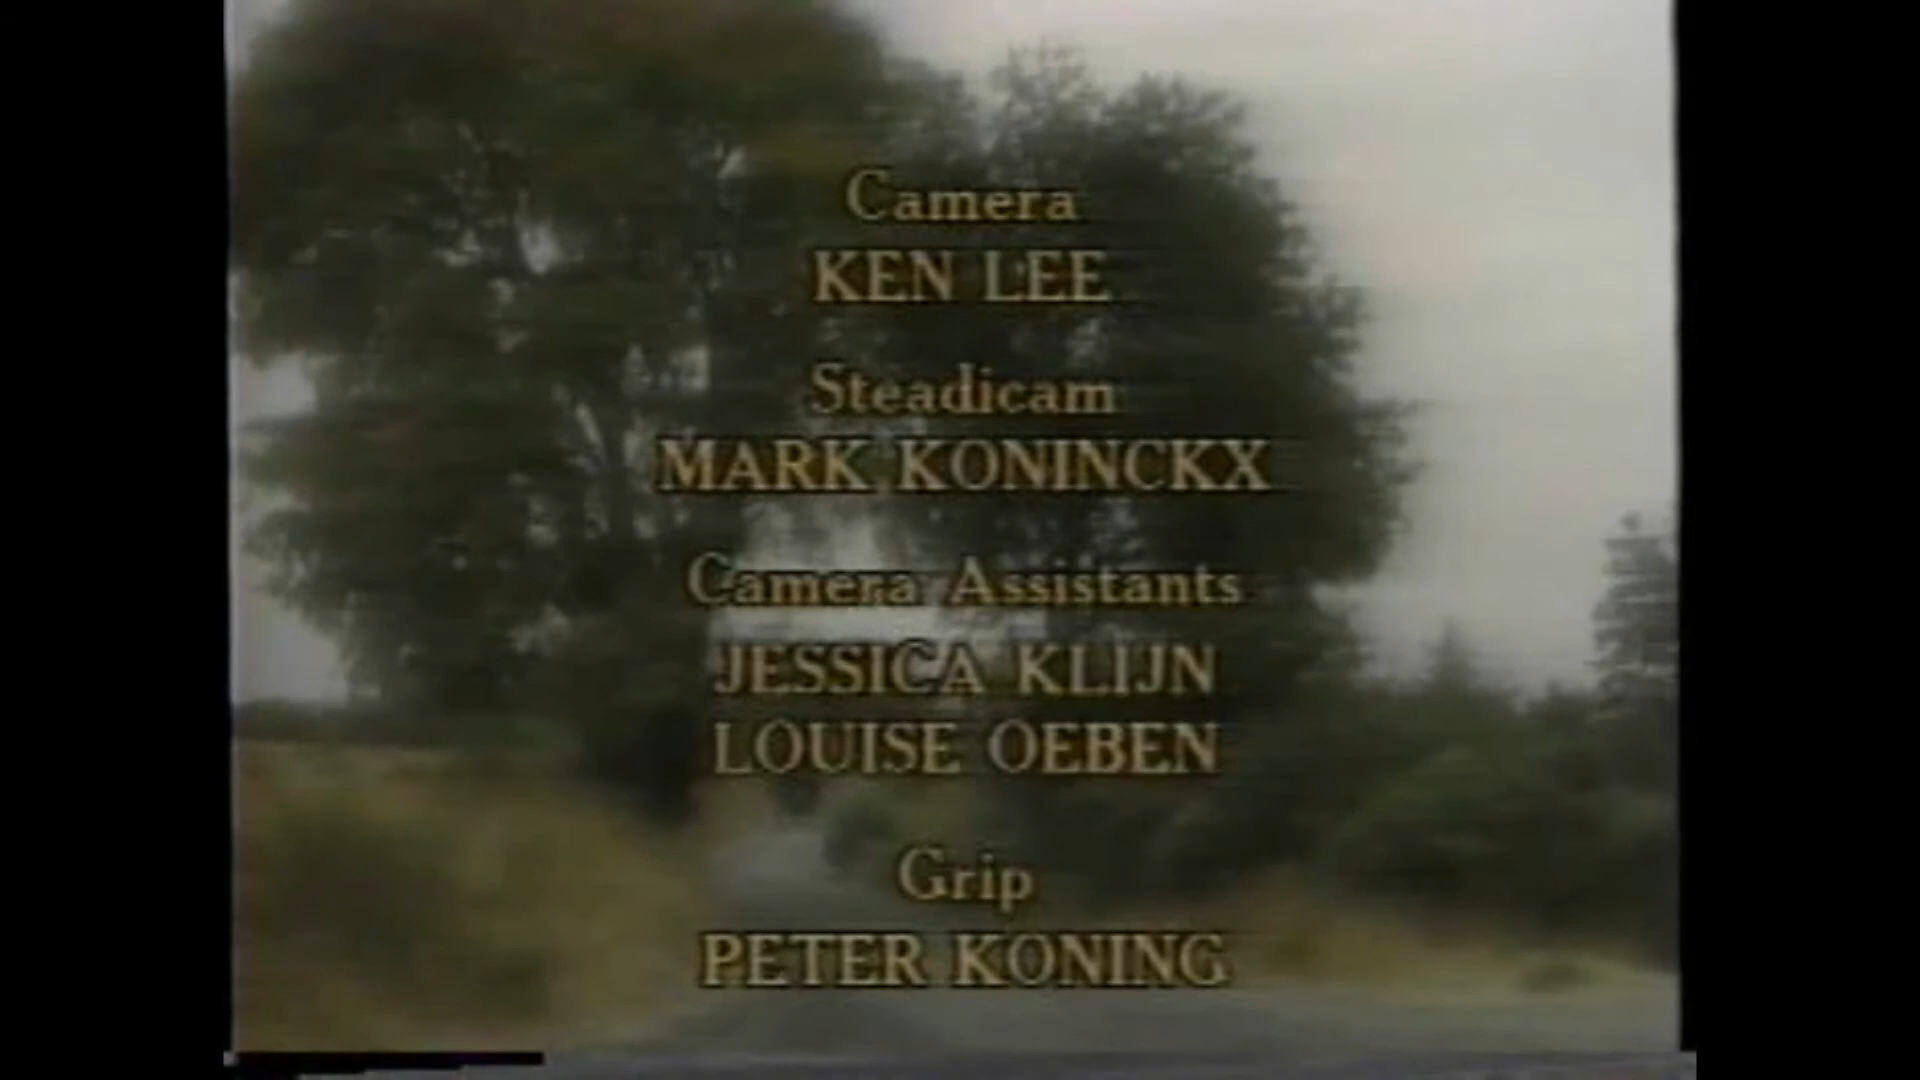 Camera
KEN LEE
Steadicam
MARK KONINCKX
Camera Assistants
JESSICA KLIJN
LOUISE OEBEN
Grip
PETER KONING